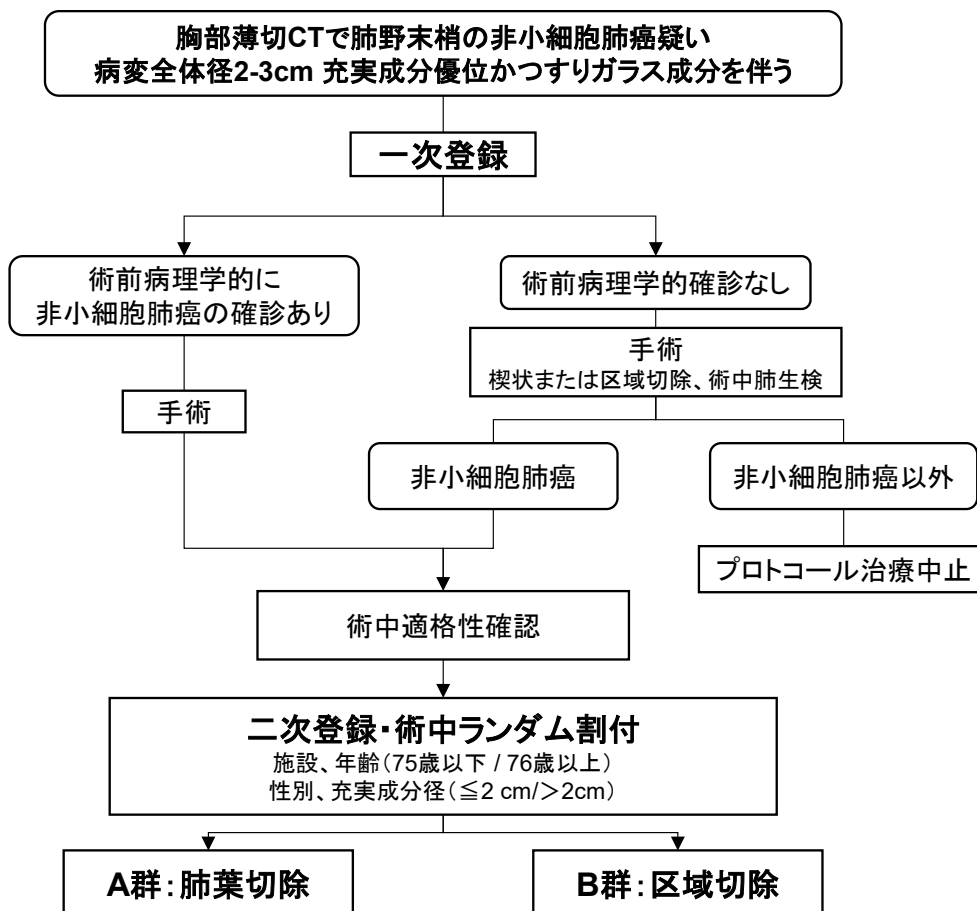 胸部薄切CTで肺野末梢の非小細胞肺癌疑い
病変全体径2-3cm 充実成分優位かつすりガラス成分を伴う
一次登録
術前病理学的に
非小細胞肺癌の確診あり
術前病理学的確診なし
手術
楔状または区域切除、術中肺生検
手術
非小細胞肺癌
非小細胞肺癌以外
プロトコール治療中止
術中適格性確認
二次登録・術中ランダム割付
施設、年齢(75歳以下 / 76歳以上)
性別、充実成分径(≦2 cm/>2cm)
A群:肺葉切除
B群:区域切除